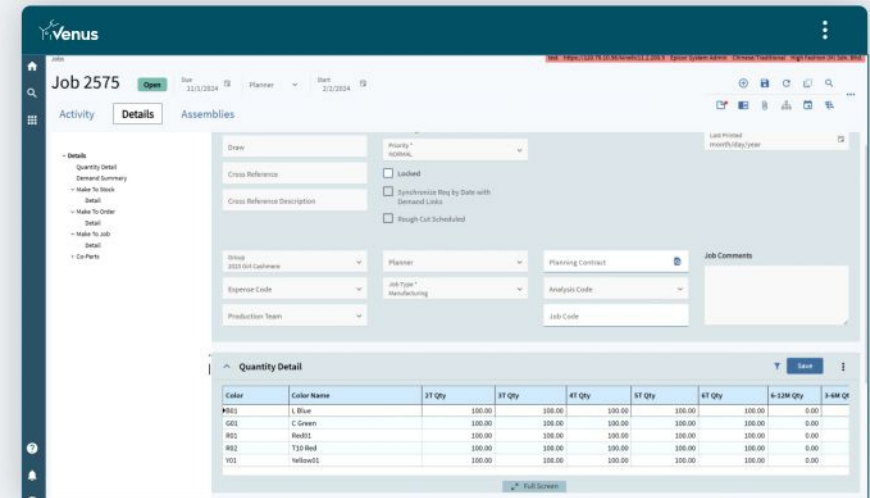 Venus
Jobs
Job 2575 Open Due 11/1/2024 Planner Start 2/2/2024
Activity Details Assemblies
Details
Quantity Detail
Demand Summary
Make To Stock
Detail
Make To Order
Detail
Make To Job
Detail
Co-Parts
Draw
Priority *
NORMAL
Last Printed
month/day/year
Cross Reference
Locked
Cross Reference Description
Synchronize Req by Date with
Demand Links
Rough Cut Scheduled
Group
2023 Girl Cashmere
Planner
Planning Contract
Job Comments
Expense Code
Job Type *
Manufacturing
Analysis Code
Production Team
Job Code
Quantity Detail Save
Color Color Name 2T Qty 3T Qty 4T Qty 5T Qty 6T Qty 6-12M Qty 3-6M Qt
B01 L Blue 100.00 100.00 100.00 100.00 100.00 0.00
G01 C Green 100.00 100.00 100.00 100.00 100.00 0.00
R01 Red01 100.00 100.00 100.00 100.00 100.00 0.00
R02 T10 Red 100.00 100.00 100.00 100.00 100.00 0.00
Y01 Yellow01 100.00 100.00 100.00 100.00 100.00 0.00
Full Screen